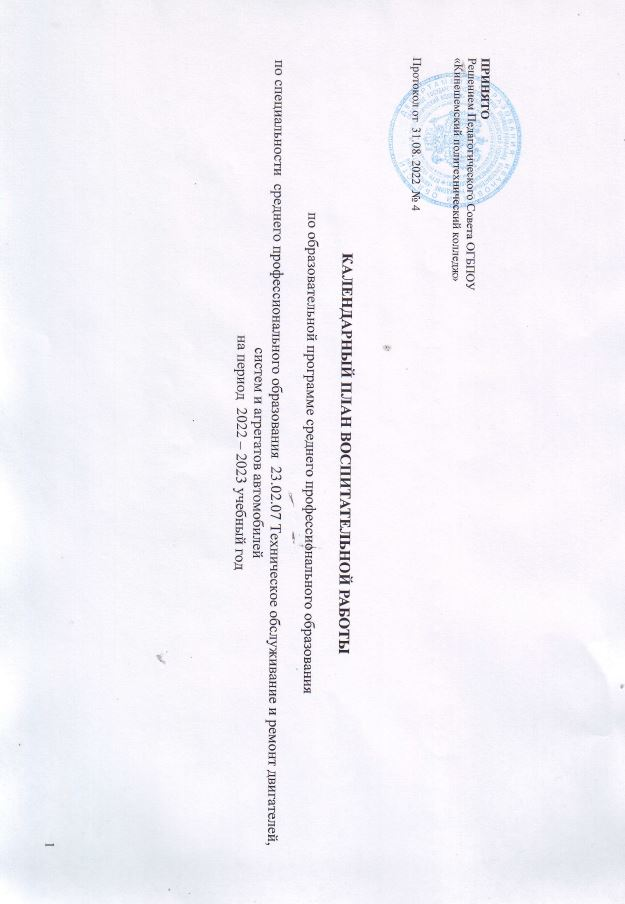 ПРИНЯТО
Решением Педагогического Совета ОГБПОУ
«Кинешемский политехнический колледж»
Протокол от 31.08. 2022 № 4
КАЛЕНДАРНЫЙ ПЛАН ВОСПИТАТЕЛЬНОЙ РАБОТЫ
по образовательной программе среднего профессионального образования
по специальности среднего профессионального образования 23.02.07 Техническое обслуживание и ремонт двигателей,
систем и агрегатов автомобилей
на период 2022 – 2023 учебный год
1